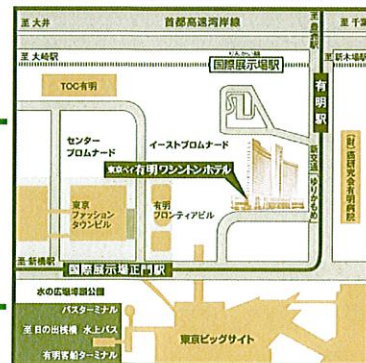 至 大井
首都高速湾岸線
至 豊洲駅
至 千葉
りんかい線
至 大崎駅
国際展示場駅
至 新木場駅
TOC有明
有明駅
センター
プロムナード
イーストプロムナード
東京ベイ有明ワシントンホテル
新交通「ゆりかもめ」
(財)癌研究会有明病院
東京
ファッション
タウンビル
有明
フロンティアビル
至 新橋駅
国際展示場正門駅
水の広場埠頭公園
バスターミナル
至 日の出桟橋 水上バス
有明客船ターミナル
東京ビッグサイト